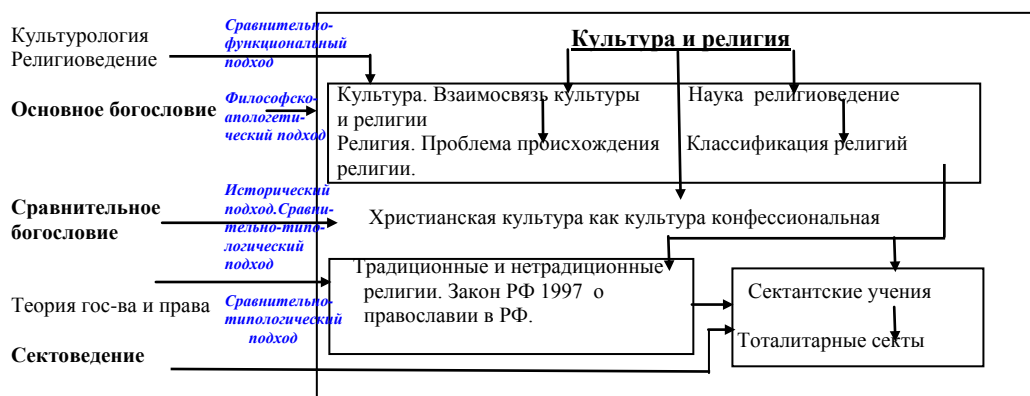 Культурология
Религиоведение
Основное богословие
Сравнительное
богословие
Теория гос-ва и права
Сектоведение
Сравнительно-
функциональный
подход
Философско-
апологети-
ческий подход
Исторический
подход.Сравни-
тельно-типо-
логический
подход
Сравнительно-
типологический
подход
Культура и религия
Культура. Взаимосвязь культуры
и религии
Религия. Проблема происхождения
религии.
Наука религиоведение
Классификация религий
Христианская культура как культура конфессиональная
Традиционные и нетрадиционные
религии. Закон РФ 1997 о
православии в РФ.
Сектантские учения
Тоталитарные секты